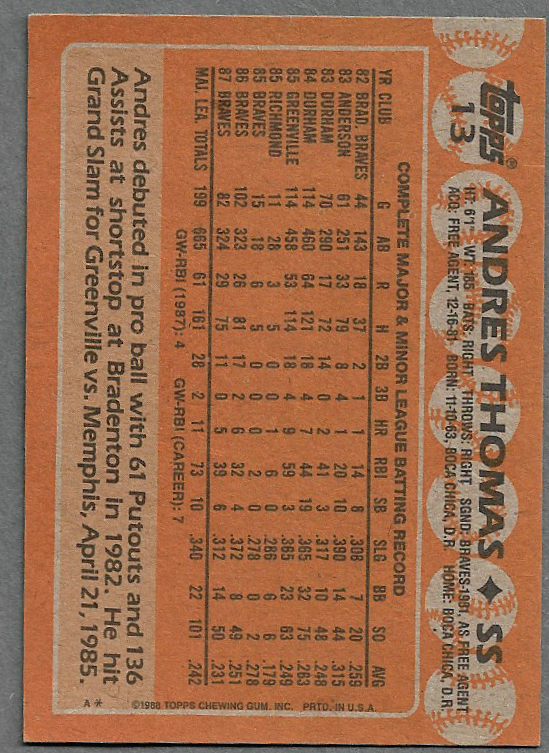 Topps®
13
ANDRES THOMAS ♦ SS
HT: 6'1" WT: 185 BATS: RIGHT THROWS: RIGHT SGND: BRAVES-1981, AS FREE AGENT
ACQ: FREE AGENT, 12-16-81 BORN: 11-10-63, BOCA CHICA, D.R. HOME: BOCA CHICA, D.R.
COMPLETE MAJOR & MINOR LEAGUE BATTING RECORD
YR CLUB G AB R H 2B 3B HR RBI SB SLG BB SO AVG
82 BRAD. BRAVES 44 143 18 37 2 1 1 14 8 .308 7 20 .259
83 ANDERSON 61 251 33 79 8 4 1 20 10 .390 14 44 .315
83 DURHAM 70 290 17 72 14 0 2 41 3 .317 10 48 .248
84 DURHAM 114 460 64 121 18 4 7 44 19 .365 32 75 .263
85 GREENVILLE 114 458 53 114 18 4 9 59 3 .365 23 63 .249
85 RICHMOND 11 28 3 5 0 0 1 6 0 .286 6 6 .179
85 BRAVES 15 18 6 5 0 0 0 2 0 .278 0 2 .278
86 BRAVES 102 323 26 81 17 2 6 32 4 .372 8 49 .251
87 BRAVES 82 324 29 75 11 0 5 39 6 .312 14 50 .231
MAJ. LEA. TOTALS 199 665 61 161 28 2 11 73 10 .340 22 101 .242
GW-RBI (1987): 4 GW-RBI (CAREER): 7
Andres debuted in pro ball with 61 Putouts and 136
Assists at shortstop at Bradenton in 1982. He hit
Grand Slam for Greenville vs. Memphis, April 21, 1985.
©1988 TOPPS CHEWING GUM, INC. PRTD. IN U.S.A.
A*